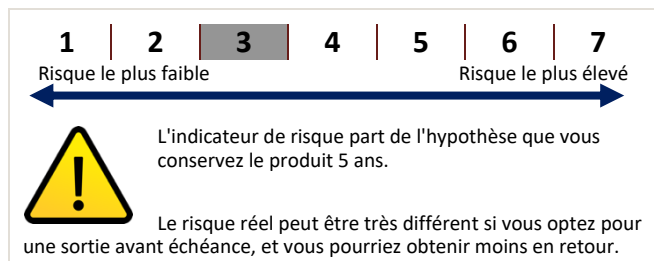 1 2 3 4 5 6 7
Risque le plus faible Risque le plus élevé
L'indicateur de risque part de l'hypothèse que vous
conservez le produit 5 ans.
Le risque réel peut être très différent si vous optez pour
une sortie avant échéance, et vous pourriez obtenir moins en retour.